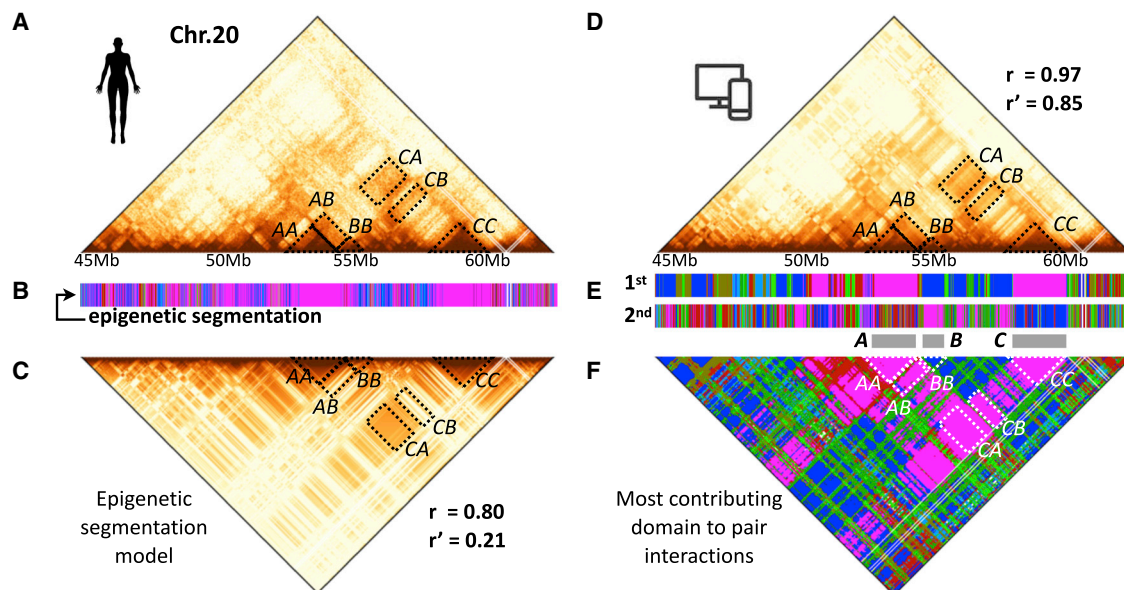 A
Chr.20
CA
CB
AB
AA
BB
CC
45Mb 50Mb 55Mb 60Mb
B
epigenetic segmentation
C
AA
BB
CC
AB
CB
CA
Epigenetic
segmentation
model
r = 0.80
r' = 0.21
D
r = 0.97
r' = 0.85
CA
CB
AB
AA
BB
CC
45Mb 50Mb 55Mb 60Mb
E
1st
2nd
A B C
F
AA
BB
CC
AB
CB
CA
Most contributing
domain to pair
interactions